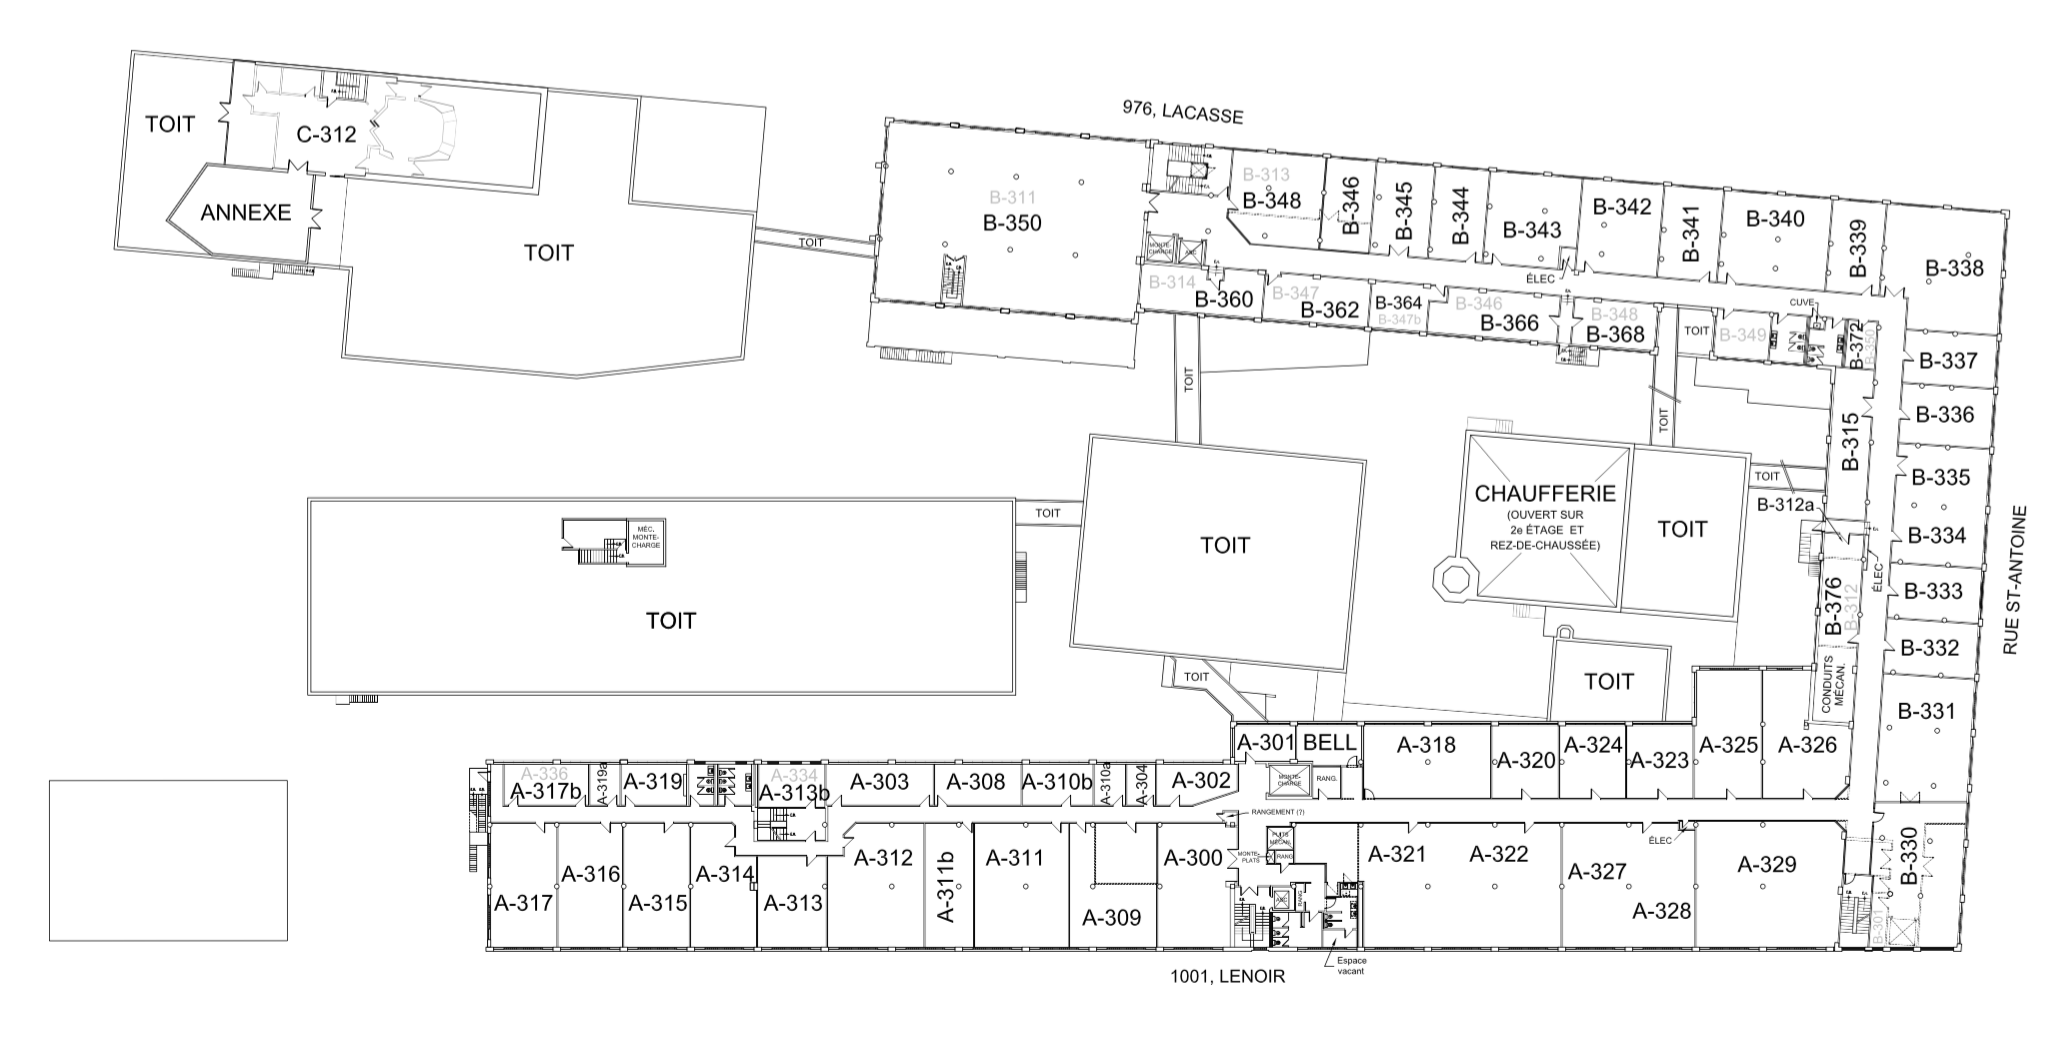 976, LACASSE
TOIT
C-312
ANNEXE
TOIT
TOIT
B-311
B-350
B-313
B-348
B-346
B-345
B-344
B-343
B-342
B-341
B-340
B-339
B-338
MONTE-
CHARGE
ASC.
ÉLEC
B-314
B-360
B-347
B-362
B-364
B-347b
B-346
B-366
B-348
B-368
TOIT
B-349
CUVE
B-372
B-350
B-337
B-336
B-335
B-334
B-333
B-332
B-331
B-315
B-312a
ÉLEC
B-376
B-312
CONDUITS
MÉCAN.
RUE ST-ANTOINE
TOIT
TOIT
TOIT
CHAUFFERIE
(OUVERT SUR
2e ÉTAGE ET
REZ-DE-CHAUSSÉE)
TOIT
TOIT
TOIT
TOIT
TOIT
MÉC.
MONTE-
CHARGE
TOIT
TOIT
A-301
BELL
A-318
A-320
A-324
A-323
A-325
A-326
A-336
A-317b
A-319a
A-319
A-334
A-313b
A-303
A-308
A-310b
A-310a
A-304
A-302
MONTE-
CHARGE
RANG.
RANGEMENT (?)
A-317
A-316
A-315
A-314
A-313
A-312
A-311b
A-311
A-309
A-300
MONTE-
PLATS
PUITS
MÉCAN.
RANG.
ASC.
RANG.
A-321
A-322
A-327
A-328
ÉLEC
A-329
B-330
B-301
Espace
vacant
1001, LENOIR